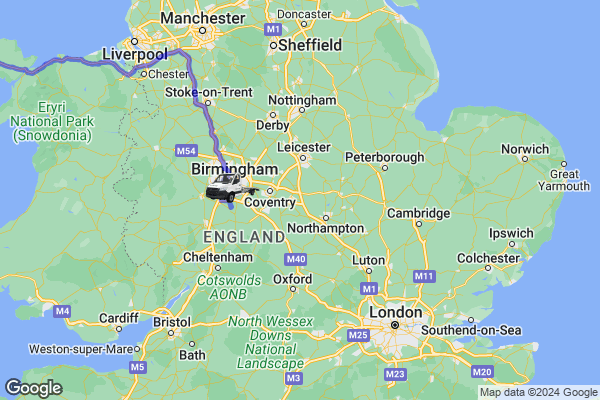 Doncaster
Manchester
M1
Liverpool
Sheffield
Chester
Eryri
National Park
(Snowdonia)
Stoke-on-Trent
Nottingham
Derby
M54
Leicester
Norwich
Birmingham
Peterborough
Great
Yarmouth
Coventry
Northampton
Cambridge
ENGLAND
Ipswich
Cheltenham
M40
Luton
M11
Colchester
Cotswolds
AONB
Oxford
M1
M4
Cardiff
Bristol
North Wessex
Downs
National
Landscape
London
M25
Southend-on-Sea
Weston-super-Mare
Bath
M5
M3
M23
M20
Google
Map data ©2024 Google